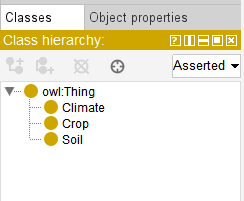 Classes Object properties
Class hierarchy:
Asserted
owl:Thing
Climate
Crop
Soil